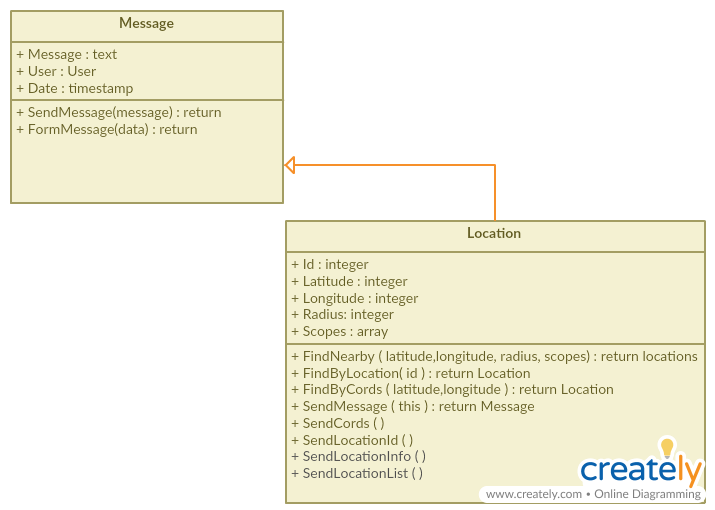 Message
+ Message : text
+ User : User
+ Date : timestamp
+ SendMessage(message) : return
+ FormMessage(data) : return
Location
+ Id : integer
+ Latitude : integer
+ Longitude : integer
+ Radius: integer
+ Scopes : array
+ FindNearby ( latitude,longitude, radius, scopes) : return locations
+ FindByLocation( id ) : return Location
+ FindByCords ( latitude,longitude ) : return Location
+ SendMessage ( this ) : return Message
+ SendCords ( )
+ SendLocationId ( )
+ SendLocationInfo ( )
+ SendLocationList ( )
creately
www.creately.com • Online Diagramming